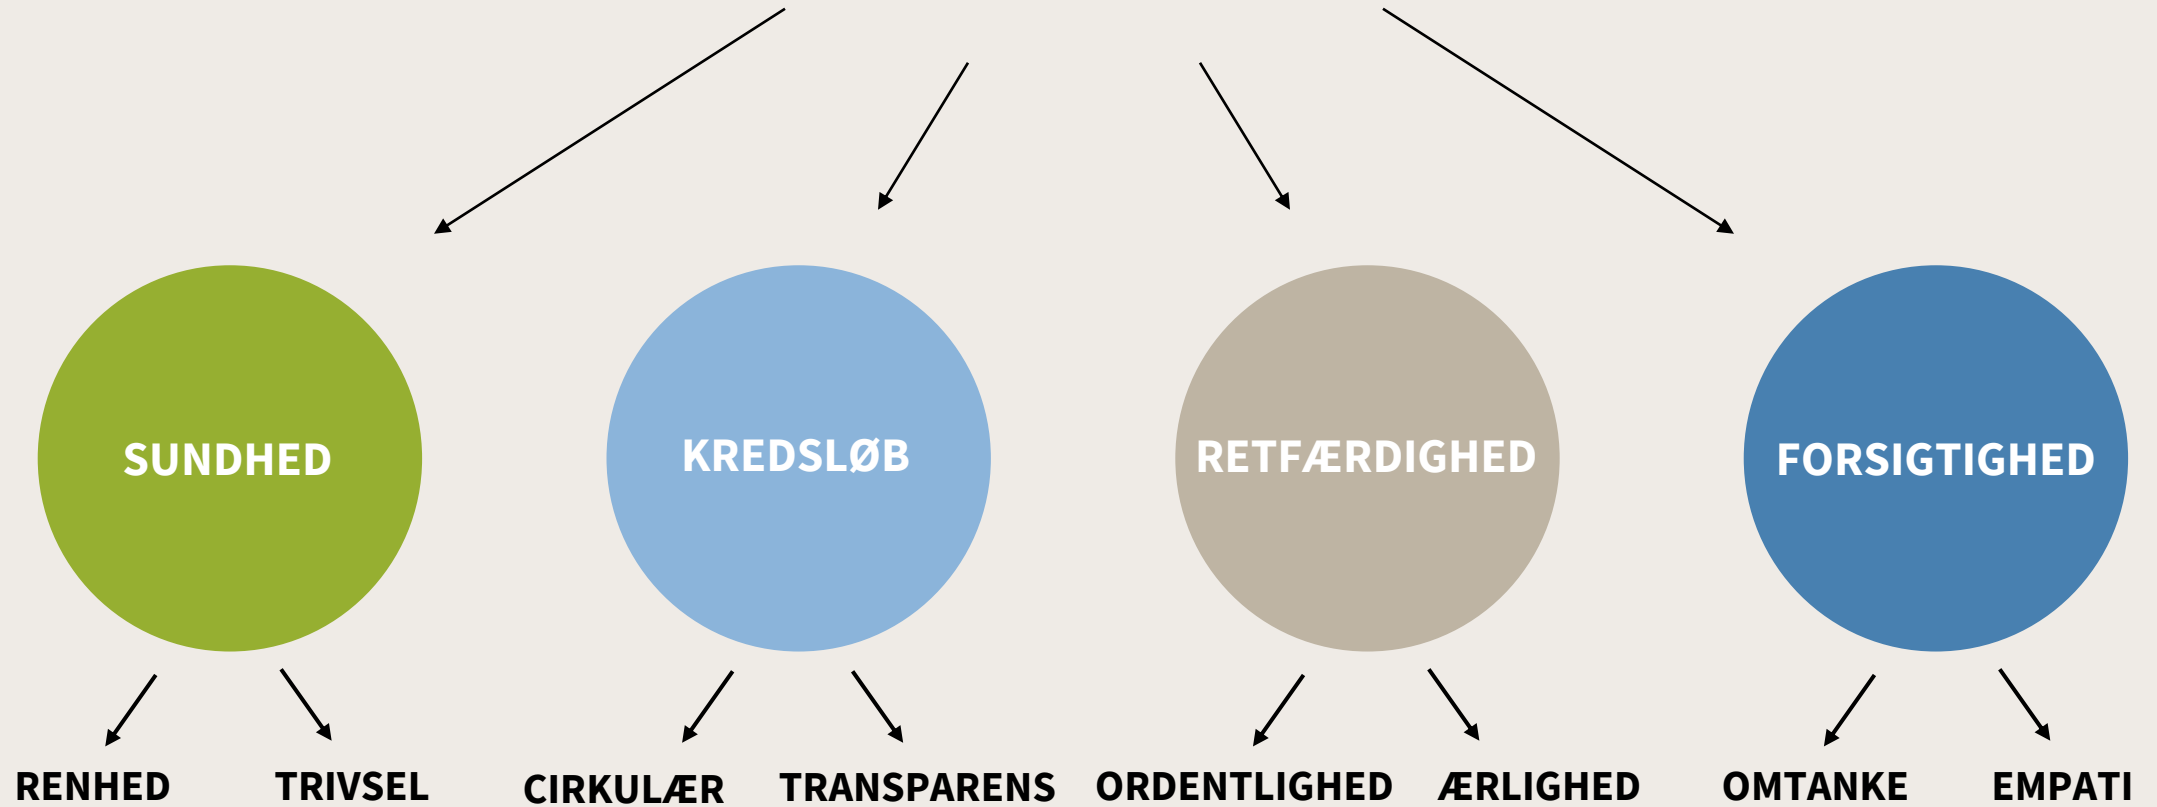 SUNDHED
KREDSLØB
RETFÆRDIGHED
FORSIGTIGHED
RENHED
TRIVSEL
CIRKULÆR
TRANSPARENS
ORDENTLIGHED
ÆRLIGHED
OMTANKE
EMPATI